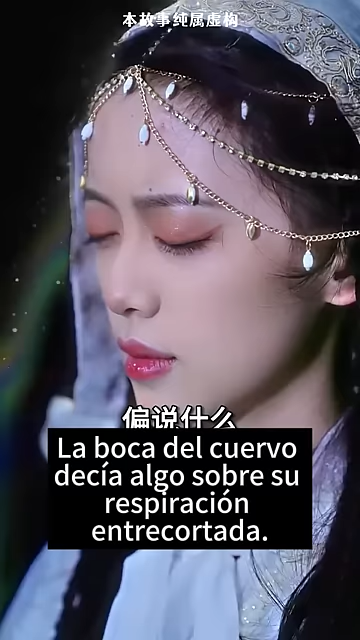 本故事纯属虚构
偏说什么
La boca del cuervo
decía algo sobre su
respiración
entrecortada.